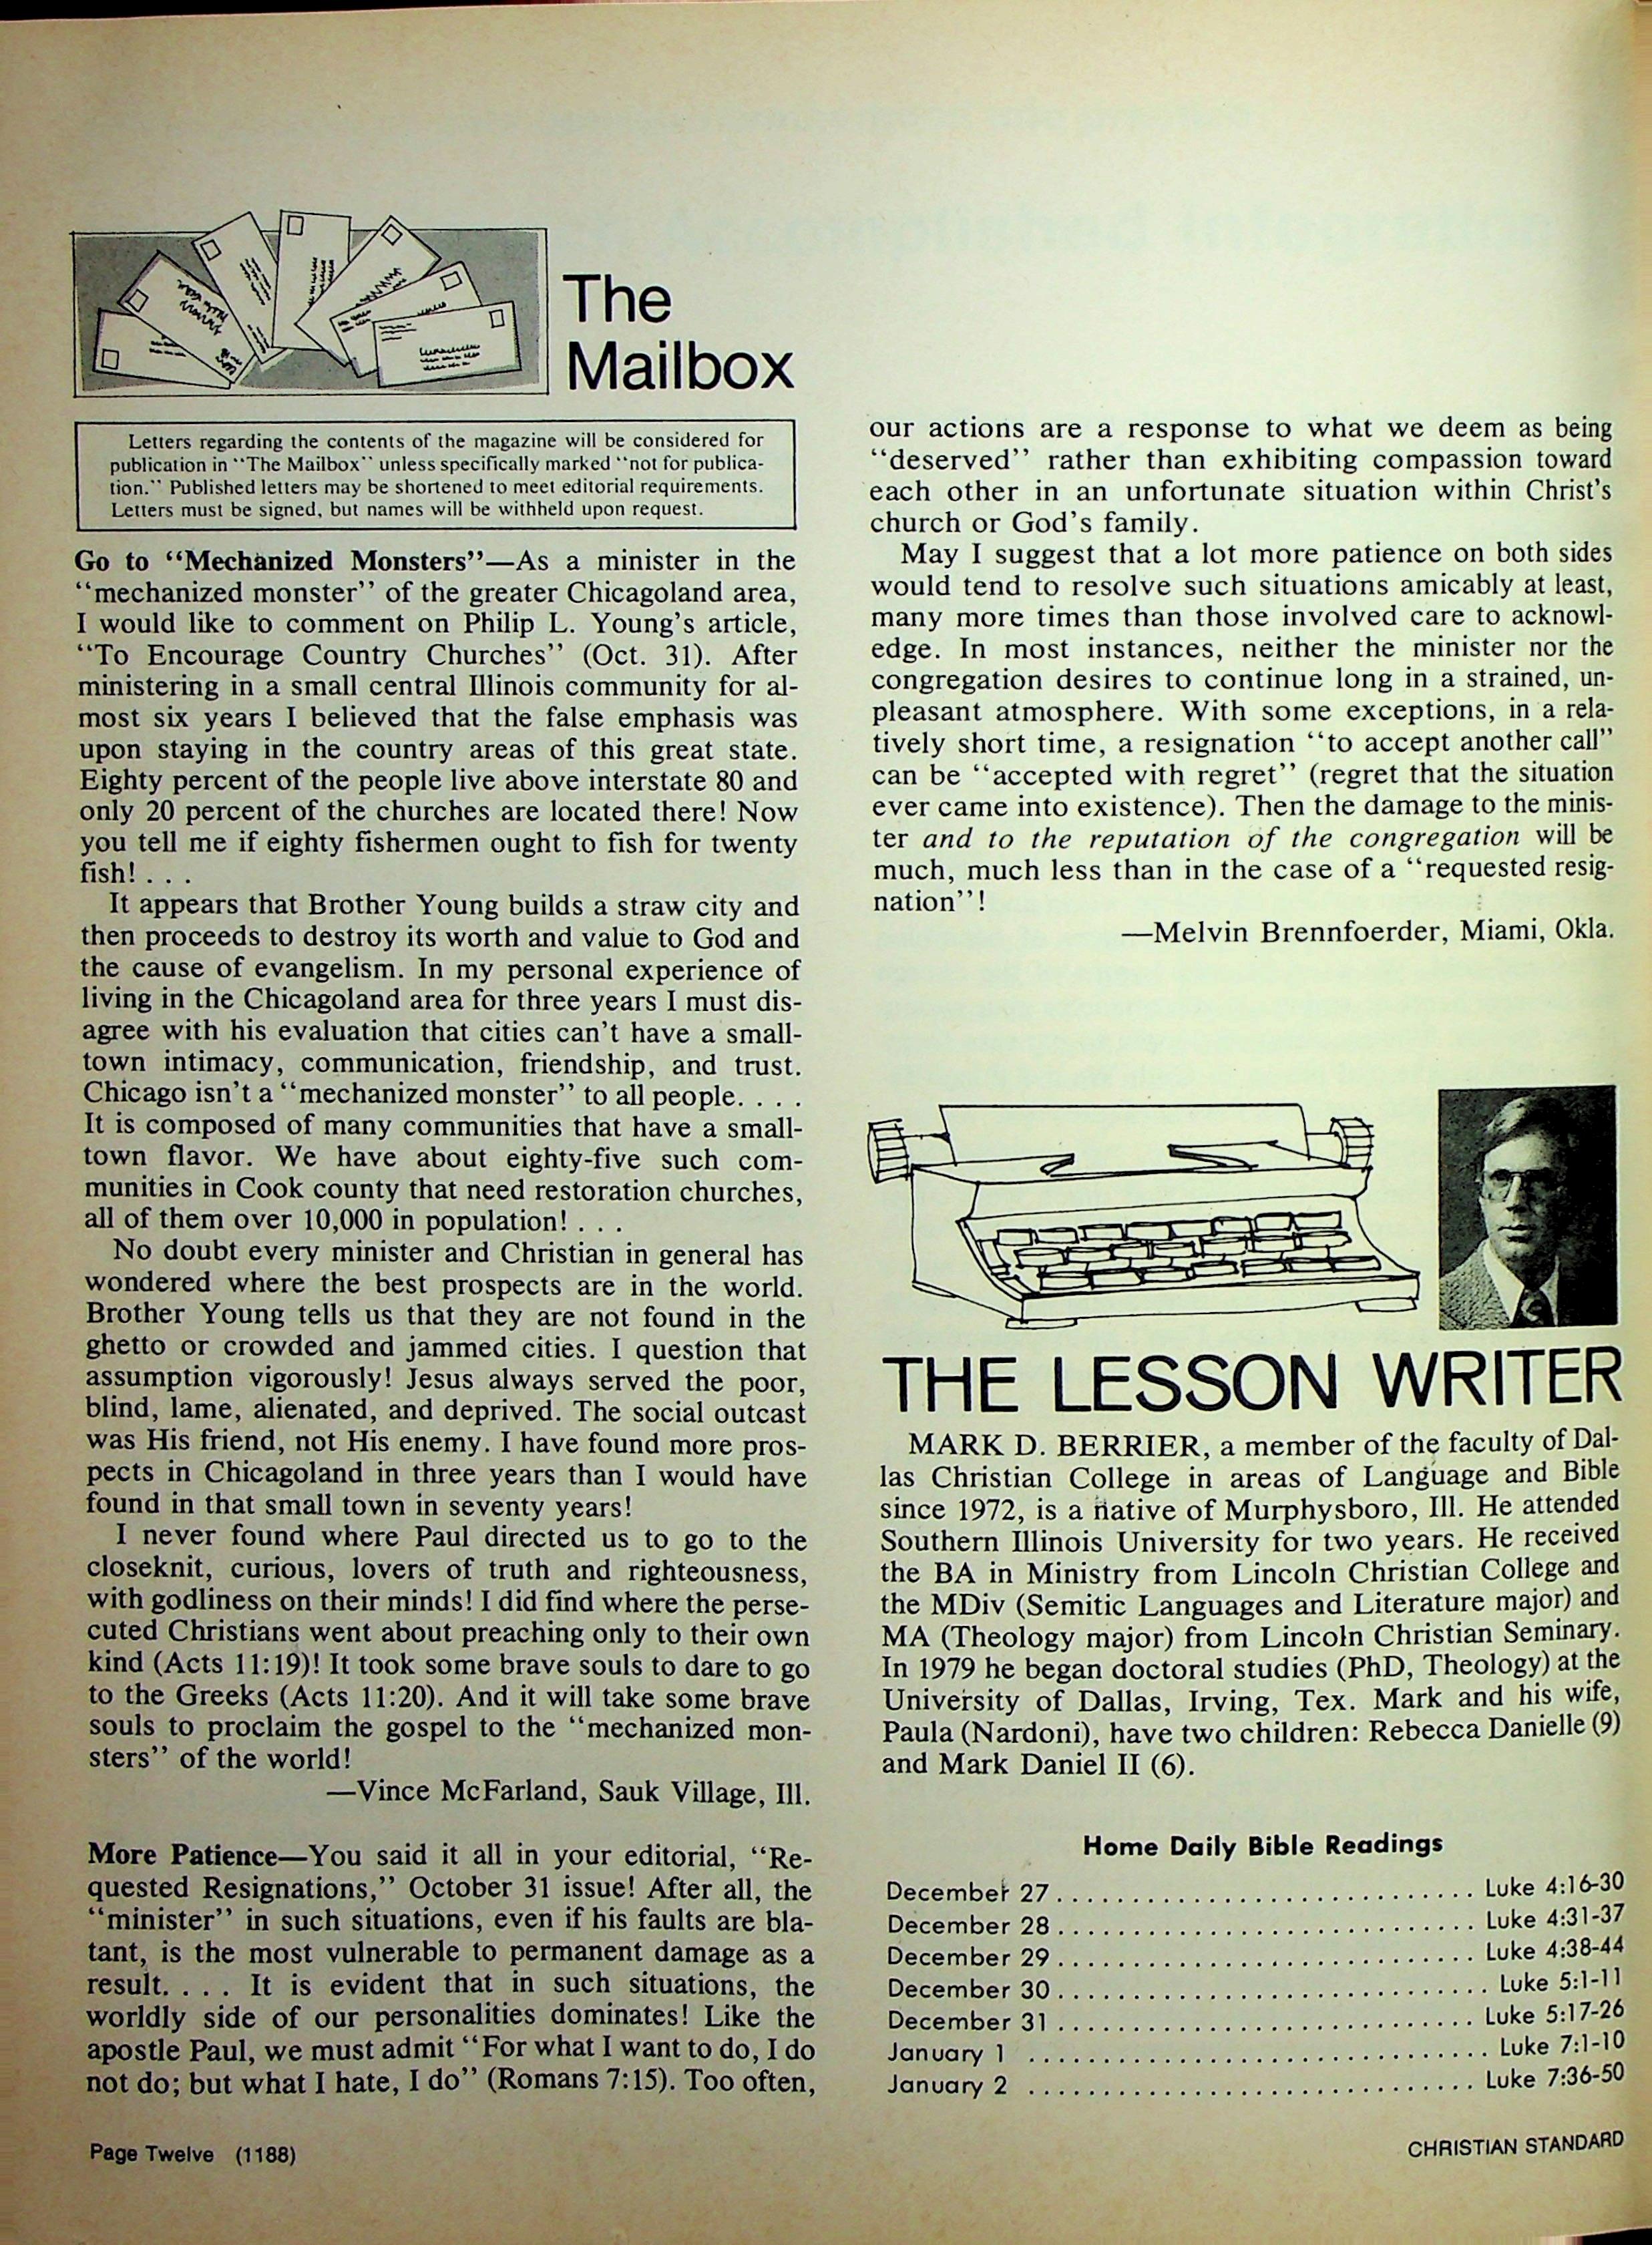 The
Mailbox
Letters regarding the contents of the magazine will be considered for
publication in “The Mailbox” unless specifically marked “not for publica-
tion.” Published letters may be shortened to meet editorial requirements.
Letters must be signed, but names will be withheld upon request.
Go to “Mechanized Monsters”—As a minister in the
“mechanized monster” of the greater Chicagoland area,
I would like to comment on Philip L. Young’s article,
“To Encourage Country Churches” (Oct. 31). After
ministering in a small central Illinois community for al-
most six years I believed that the false emphasis was
upon staying in the country areas of this great state.
Eighty percent of the people live above interstate 80 and
only 20 percent of the churches are located there! Now
you tell me if eighty fishermen ought to fish for twenty
fish! . . .
It appears that Brother Young builds a straw city and
then proceeds to destroy its worth and value to God and
the cause of evangelism. In my personal experience of
living in the Chicagoland area for three years I must dis-
agree with his evaluation that cities can’t have a small-
town intimacy, communication, friendship, and trust.
Chicago isn’t a “mechanized monster” to all people. . . .
It is composed of many communities that have a small-
town flavor. We have about eighty-five such com-
munities in Cook county that need restoration churches,
all of them over 10,000 in population! . . .
No doubt every minister and Christian in general has
wondered where the best prospects are in the world.
Brother Young tells us that they are not found in the
ghetto or crowded and jammed cities. I question that
assumption vigorously! Jesus always served the poor,
blind, lame, alienated, and deprived. The social outcast
was His friend, not His enemy. I have found more pros-
pects in Chicagoland in three years than I would have
found in that small town in seventy years!
I never found where Paul directed us to go to the
closeknit, curious, lovers of truth and righteousness,
with godliness on their minds! I did find where the perse-
cuted Christians went about preaching only to their own
kind (Acts 11:19)! It took some brave souls to dare to go
to the Greeks (Acts 11:20). And it will take some brave
souls to proclaim the gospel to the “mechanized mon-
sters” of the world!
—Vince McFarland, Sauk Village, Ill.
More Patience—You said it all in your editorial, “Re-
quested Resignations,” October 31 issue! After all, the
“minister” in such situations, even if his faults are bla-
tant, is the most vulnerable to permanent damage as a
result. . . . It is evident that in such situations, the
worldly side of our personalities dominates! Like the
apostle Paul, we must admit “For what I want to do, I do
not do; but what I hate, I do” (Romans 7:15). Too often,
our actions are a response to what we deem as being
“deserved” rather than exhibiting compassion toward
each other in an unfortunate situation within Christ’s
church or God’s family.
May I suggest that a lot more patience on both sides
would tend to resolve such situations amicably at least,
many more times than those involved care to acknowl-
edge. In most instances, neither the minister nor the
congregation desires to continue long in a strained, un-
pleasant atmosphere. With some exceptions, in a rela-
tively short time, a resignation “to accept another call”
can be “accepted with regret” (regret that the situation
ever came into existence). Then the damage to the minis-
ter and to the reputation of the congregation will be
much, much less than in the case of a “requested resig-
nation”!
—Melvin Brennfoerder, Miami, Okla.
THE LESSON WRITER
MARK D. BERRIER, a member of the faculty of Dal-
las Christian College in areas of Language and Bible
since 1972, is a native of Murphysboro, Ill. He attended
Southern Illinois University for two years. He received
the BA in Ministry from Lincoln Christian College and
the MDiv (Semitic Languages and Literature major) and
MA (Theology major) from Lincoln Christian Seminary.
In 1979 he began doctoral studies (PhD, Theology) at the
University of Dallas, Irving, Tex. Mark and his wife,
Paula (Nardoni), have two children: Rebecca Danielle (9)
and Mark Daniel II (6).
Home Daily Bible Readings
December 27 . . . . . . . . . . Luke 4:16-30
December 28 . . . . . . . . . . Luke 4:31-37
December 29 . . . . . . . . . . Luke 4:38-44
December 30 . . . . . . . . . . Luke 5:1-11
December 31 . . . . . . . . . . Luke 5:17-26
January 1 . . . . . . . . . . Luke 7:1-10
January 2 . . . . . . . . . . Luke 7:36-50
Page Twelve (1188)
CHRISTIAN STANDARD